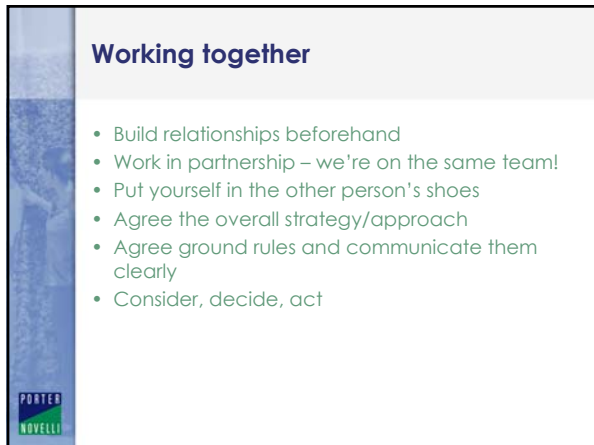 Working together
• Build relationships beforehand
• Work in partnership – we're on the same team!
• Put yourself in the other person's shoes
• Agree the overall strategy/approach
• Agree ground rules and communicate them
clearly
• Consider, decide, act
PORTER
NOVELLI